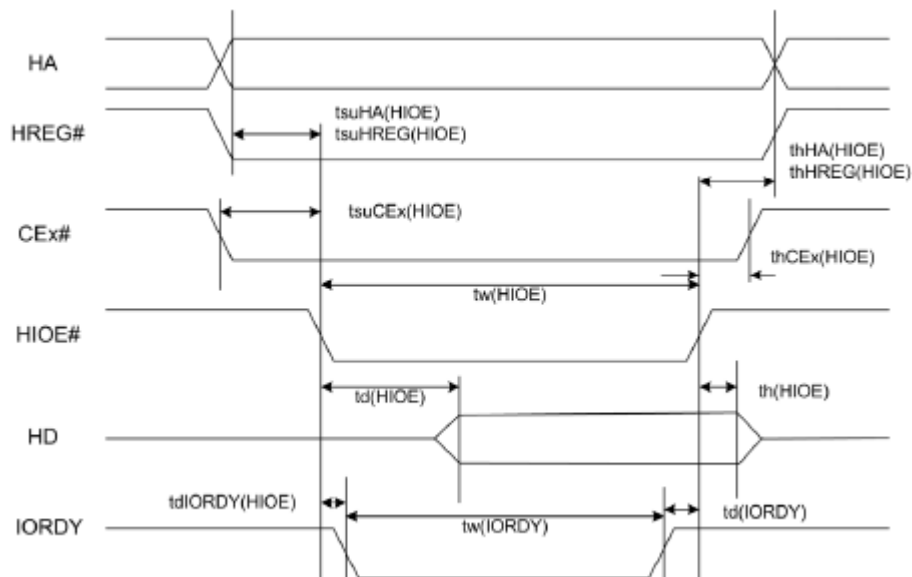 HA
tsuHA(HIOE)
HREG#
tsuHREG(HIOE)
thHA(HIOE)
thHREG(HIOE)
CEx#
tsuCEx(HIOE)
thCEx(HIOE)
tw(HIOE)
HIOE#
td(HIOE)
th(HIOE)
HD
tdIORDY(HIOE)
IORDY
tw(IORDY)
td(IORDY)